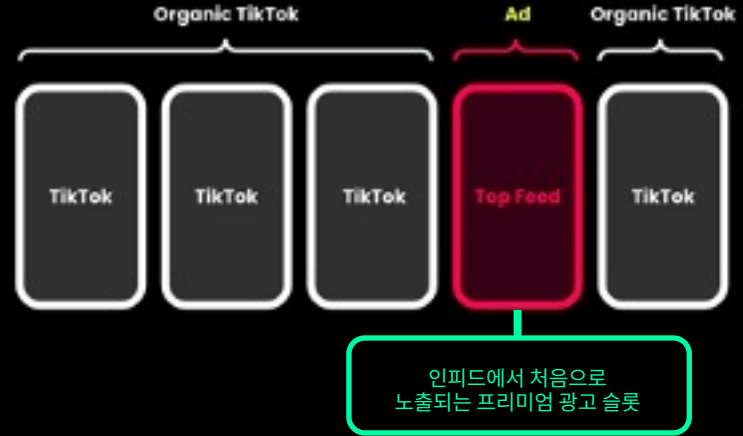 Organic TikTok
Ad
Organic TikTok
TikTok
TikTok
TikTok
Top Feed
TikTok
인피드에서 처음으로
노출되는 프리미엄 광고 슬롯